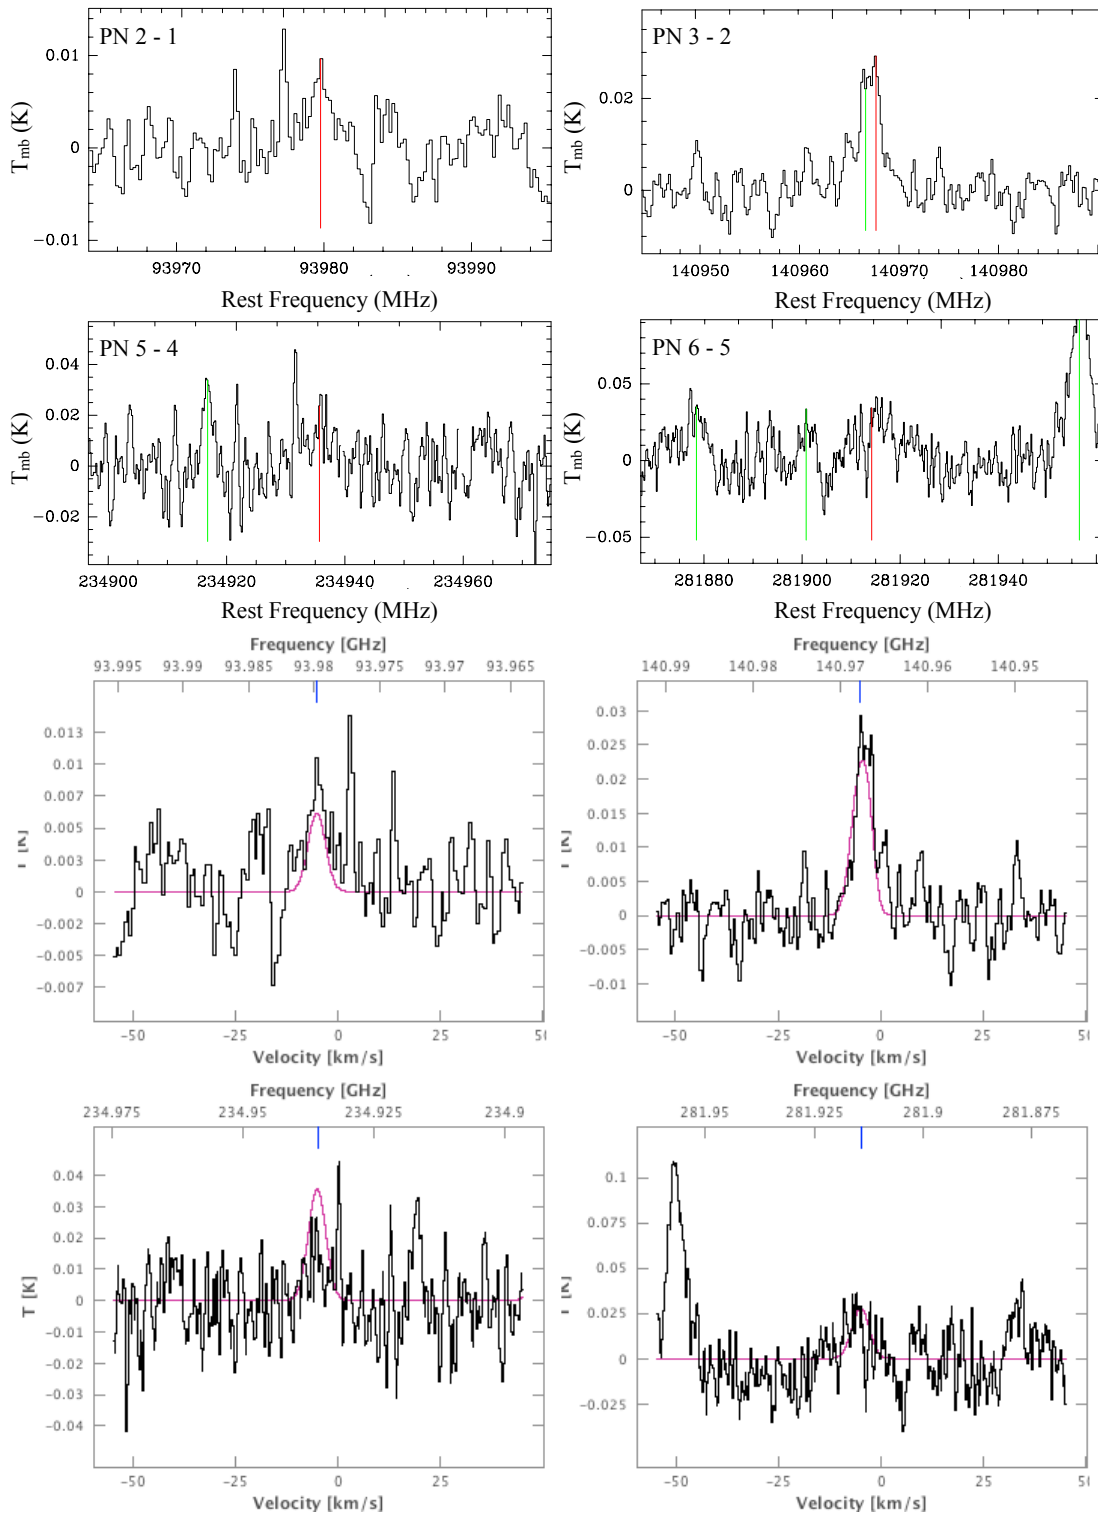 PN 2 - 1
0.01
0
−0.01
T_mb (K)
93970 93980 93990
Rest Frequency (MHz)
PN 3 - 2
0.02
0
T_mb (K)
140950 140960 140970 140980
Rest Frequency (MHz)
PN 5 - 4
0.04
0.02
0
−0.02
T_mb (K)
234900 234920 234940 234960
Rest Frequency (MHz)
PN 6 - 5
0.05
0
−0.05
T_mb (K)
281880 281900 281920 281940
Rest Frequency (MHz)
Frequency [GHz]
93.995 93.99 93.985 93.98 93.975 93.97 93.965
0.013
0.01
0.007
0.005
0.003
0
−0.002
−0.005
−0.007
−50 −25 0 25
Velocity [km/s]
Frequency [GHz]
140.99 140.98 140.97 140.96 140.95
0.03
0.025
0.02
0.015
0.01
0.005
0
−0.005
−0.01
−50 −25 0 25
Velocity [km/s]
Frequency [GHz]
234.975 234.95 234.925 234.9
0.04
0.03
0.02
0.01
0
−0.01
−0.02
−0.03
−0.04
T [K]
−50 −25 0 25 50
Velocity [km/s]
Frequency [GHz]
281.95 281.925 281.9 281.875
0.1
0.075
0.05
0.025
0
−0.025
−50 −25 0 25 50
Velocity [km/s]